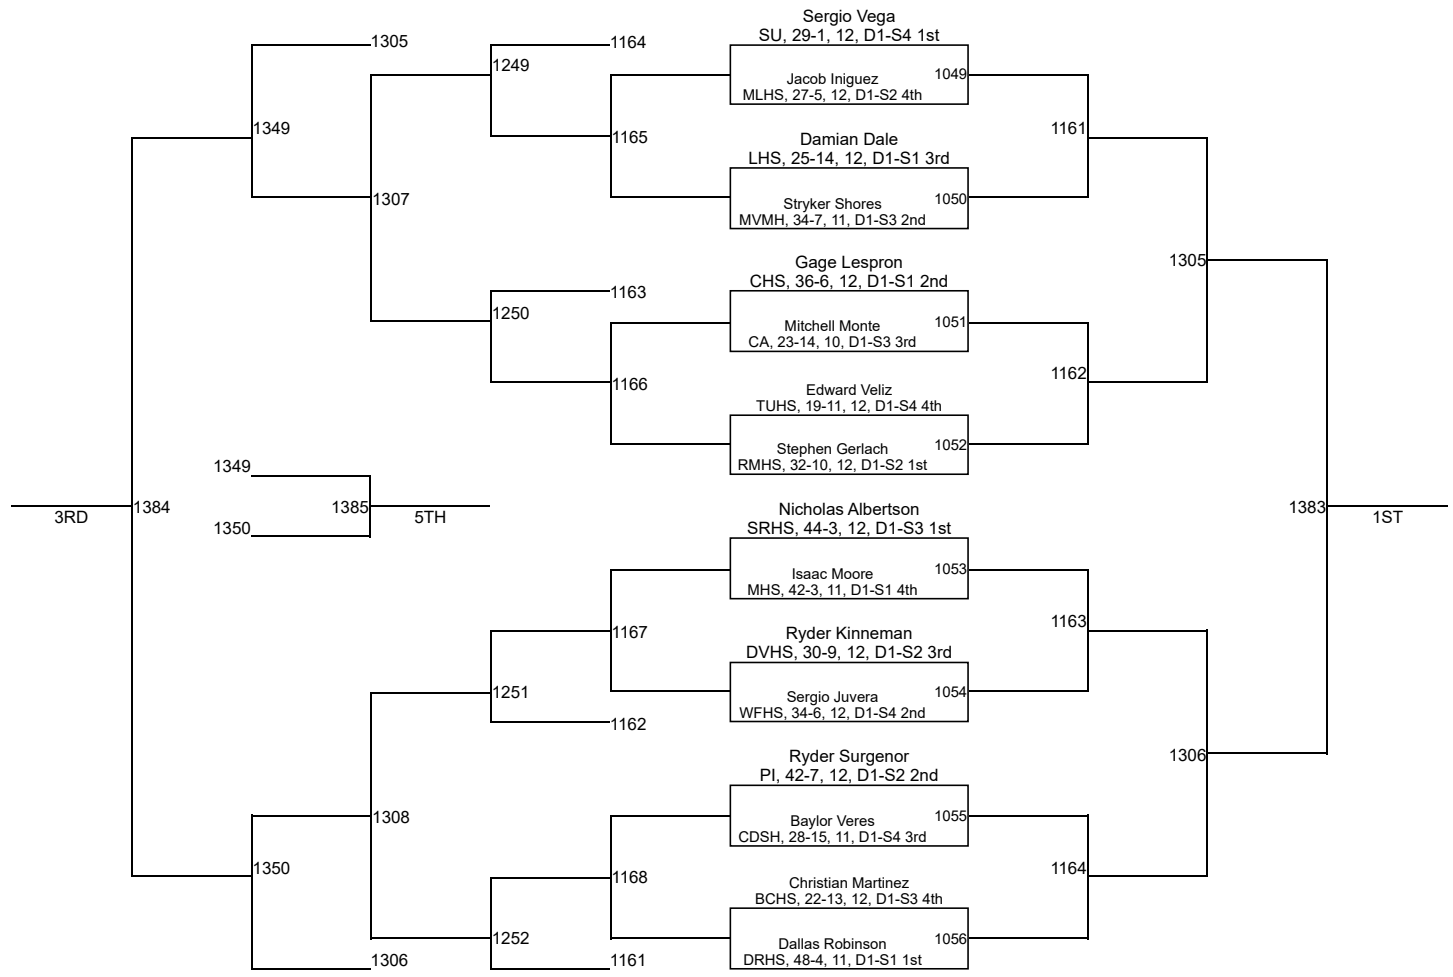 Sergio Vega
SU, 29-1, 12, D1-S4 1st
1305
1164
1249
Jacob Iniguez
1049
MLHS, 27-5, 12, D1-S2 4th
1349
1165
1161
Damian Dale
LHS, 25-14, 12, D1-S1 3rd
1307
Stryker Shores
1050
MVMH, 34-7, 11, D1-S3 2nd
Gage Lespron
1305
CHS, 36-6, 12, D1-S1 2nd
1163
1250
Mitchell Monte
1051
CA, 23-14, 10, D1-S3 3rd
1166
1162
Edward Veliz
TUHS, 19-11, 12, D1-S4 4th
Stephen Gerlach
1052
RMHS, 32-10, 12, D1-S2 1st
1349
1384
1385
1383
3RD
5TH
1ST
1350
Nicholas Albertson
SRHS, 44-3, 12, D1-S3 1st
Isaac Moore
1053
MHS, 42-3, 11, D1-S1 4th
1167
1163
Ryder Kinneman
DVHS, 30-9, 12, D1-S2 3rd
1251
Sergio Juvera
1054
WFHS, 34-6, 12, D1-S4 2nd
1162
Ryder Surgenor
1306
PI, 42-7, 12, D1-S2 2nd
1308
Baylor Veres
1055
CDSH, 28-15, 11, D1-S4 3rd
1350
1168
1164
Christian Martinez
BCHS, 22-13, 12, D1-S3 4th
1252
Dallas Robinson
1056
DRHS, 48-4, 11, D1-S1 1st
1306
1161